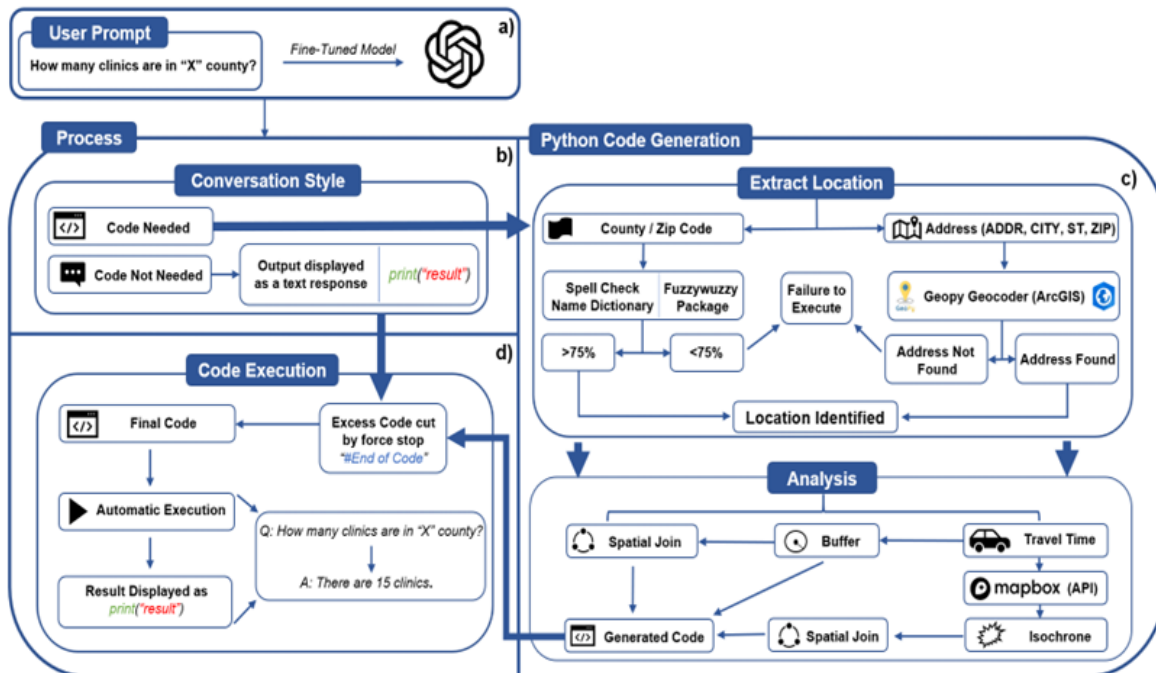 User Prompt
a)
How many clinics are in “X” county?
Fine-Tuned Model
Process
b)
Conversation Style
</>
Code Needed
Code Not Needed
Output displayed
as a text response
print(“result”)
Python Code Generation
c)
Extract Location
County / Zip Code
Address (ADDR, CITY, ST, ZIP)
Spell Check
Name Dictionary
Fuzzywuzzy
Package
Failure to
Execute
GeoPy
Geopy Geocoder (ArcGIS)
>75%
<75%
Address Not
Found
Address Found
Location Identified
d)
Code Execution
</>
Final Code
Excess Code cut
by force stop
“#End of Code”
Automatic Execution
Q: How many clinics are in “X” county?
A: There are 15 clinics.
Result Displayed as
print(“result”)
Analysis
Spatial Join
Buffer
Travel Time
mapbox (API)
</>
Generated Code
Spatial Join
Isochrone